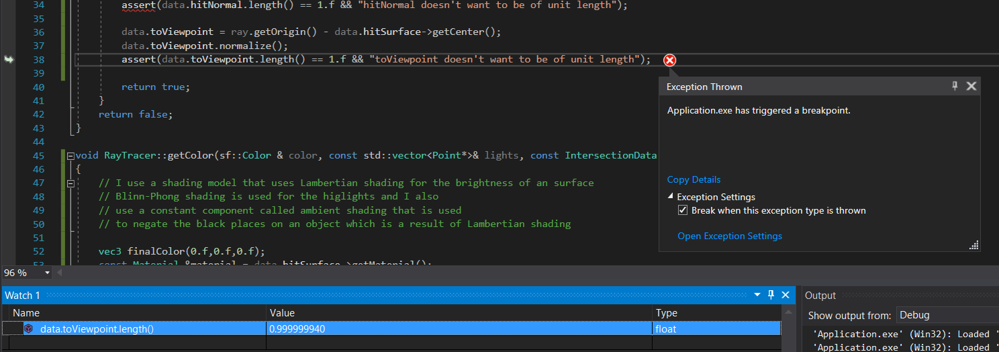 34 assert(data.hitNormal.length() == 1.f && "hitNormal doesn't want to be of unit length");
35
36 data.toViewpoint = ray.getOrigin() - data.hitSurface->getCenter();
37 data.toViewpoint.normalize();
38 assert(data.toViewpoint.length() == 1.f && "toViewpoint doesn't want to be of unit length");
39
40 return true;
41 }
42 return false;
43 }
44
45 void RayTracer::getColor(sf::Color & color, const std::vector<Point*>& lights, const IntersectionData
46 {
47 // I use a shading model that uses Lambertian shading for the brightness of an surface
48 // Blinn-Phong shading is used for the higlights and I also
49 // use a constant component called ambient shading that is used
50 // to negate the black places on an object which is a result of Lambertian shading
51
52 vec3 finalColor(0.f,0.f,0.f);
53 const Material &material = data.hitSurface->getMaterial();
Exception Thrown
Application.exe has triggered a breakpoint.
Copy Details
Exception Settings
Break when this exception type is thrown
Open Exception Settings
96 %
Watch 1
Name Value Type
data.toViewpoint.length() 0.999999940 float
Output
Show output from: Debug
'Application.exe' (Win32): Loaded '
'Application.exe' (Win32): Loaded '